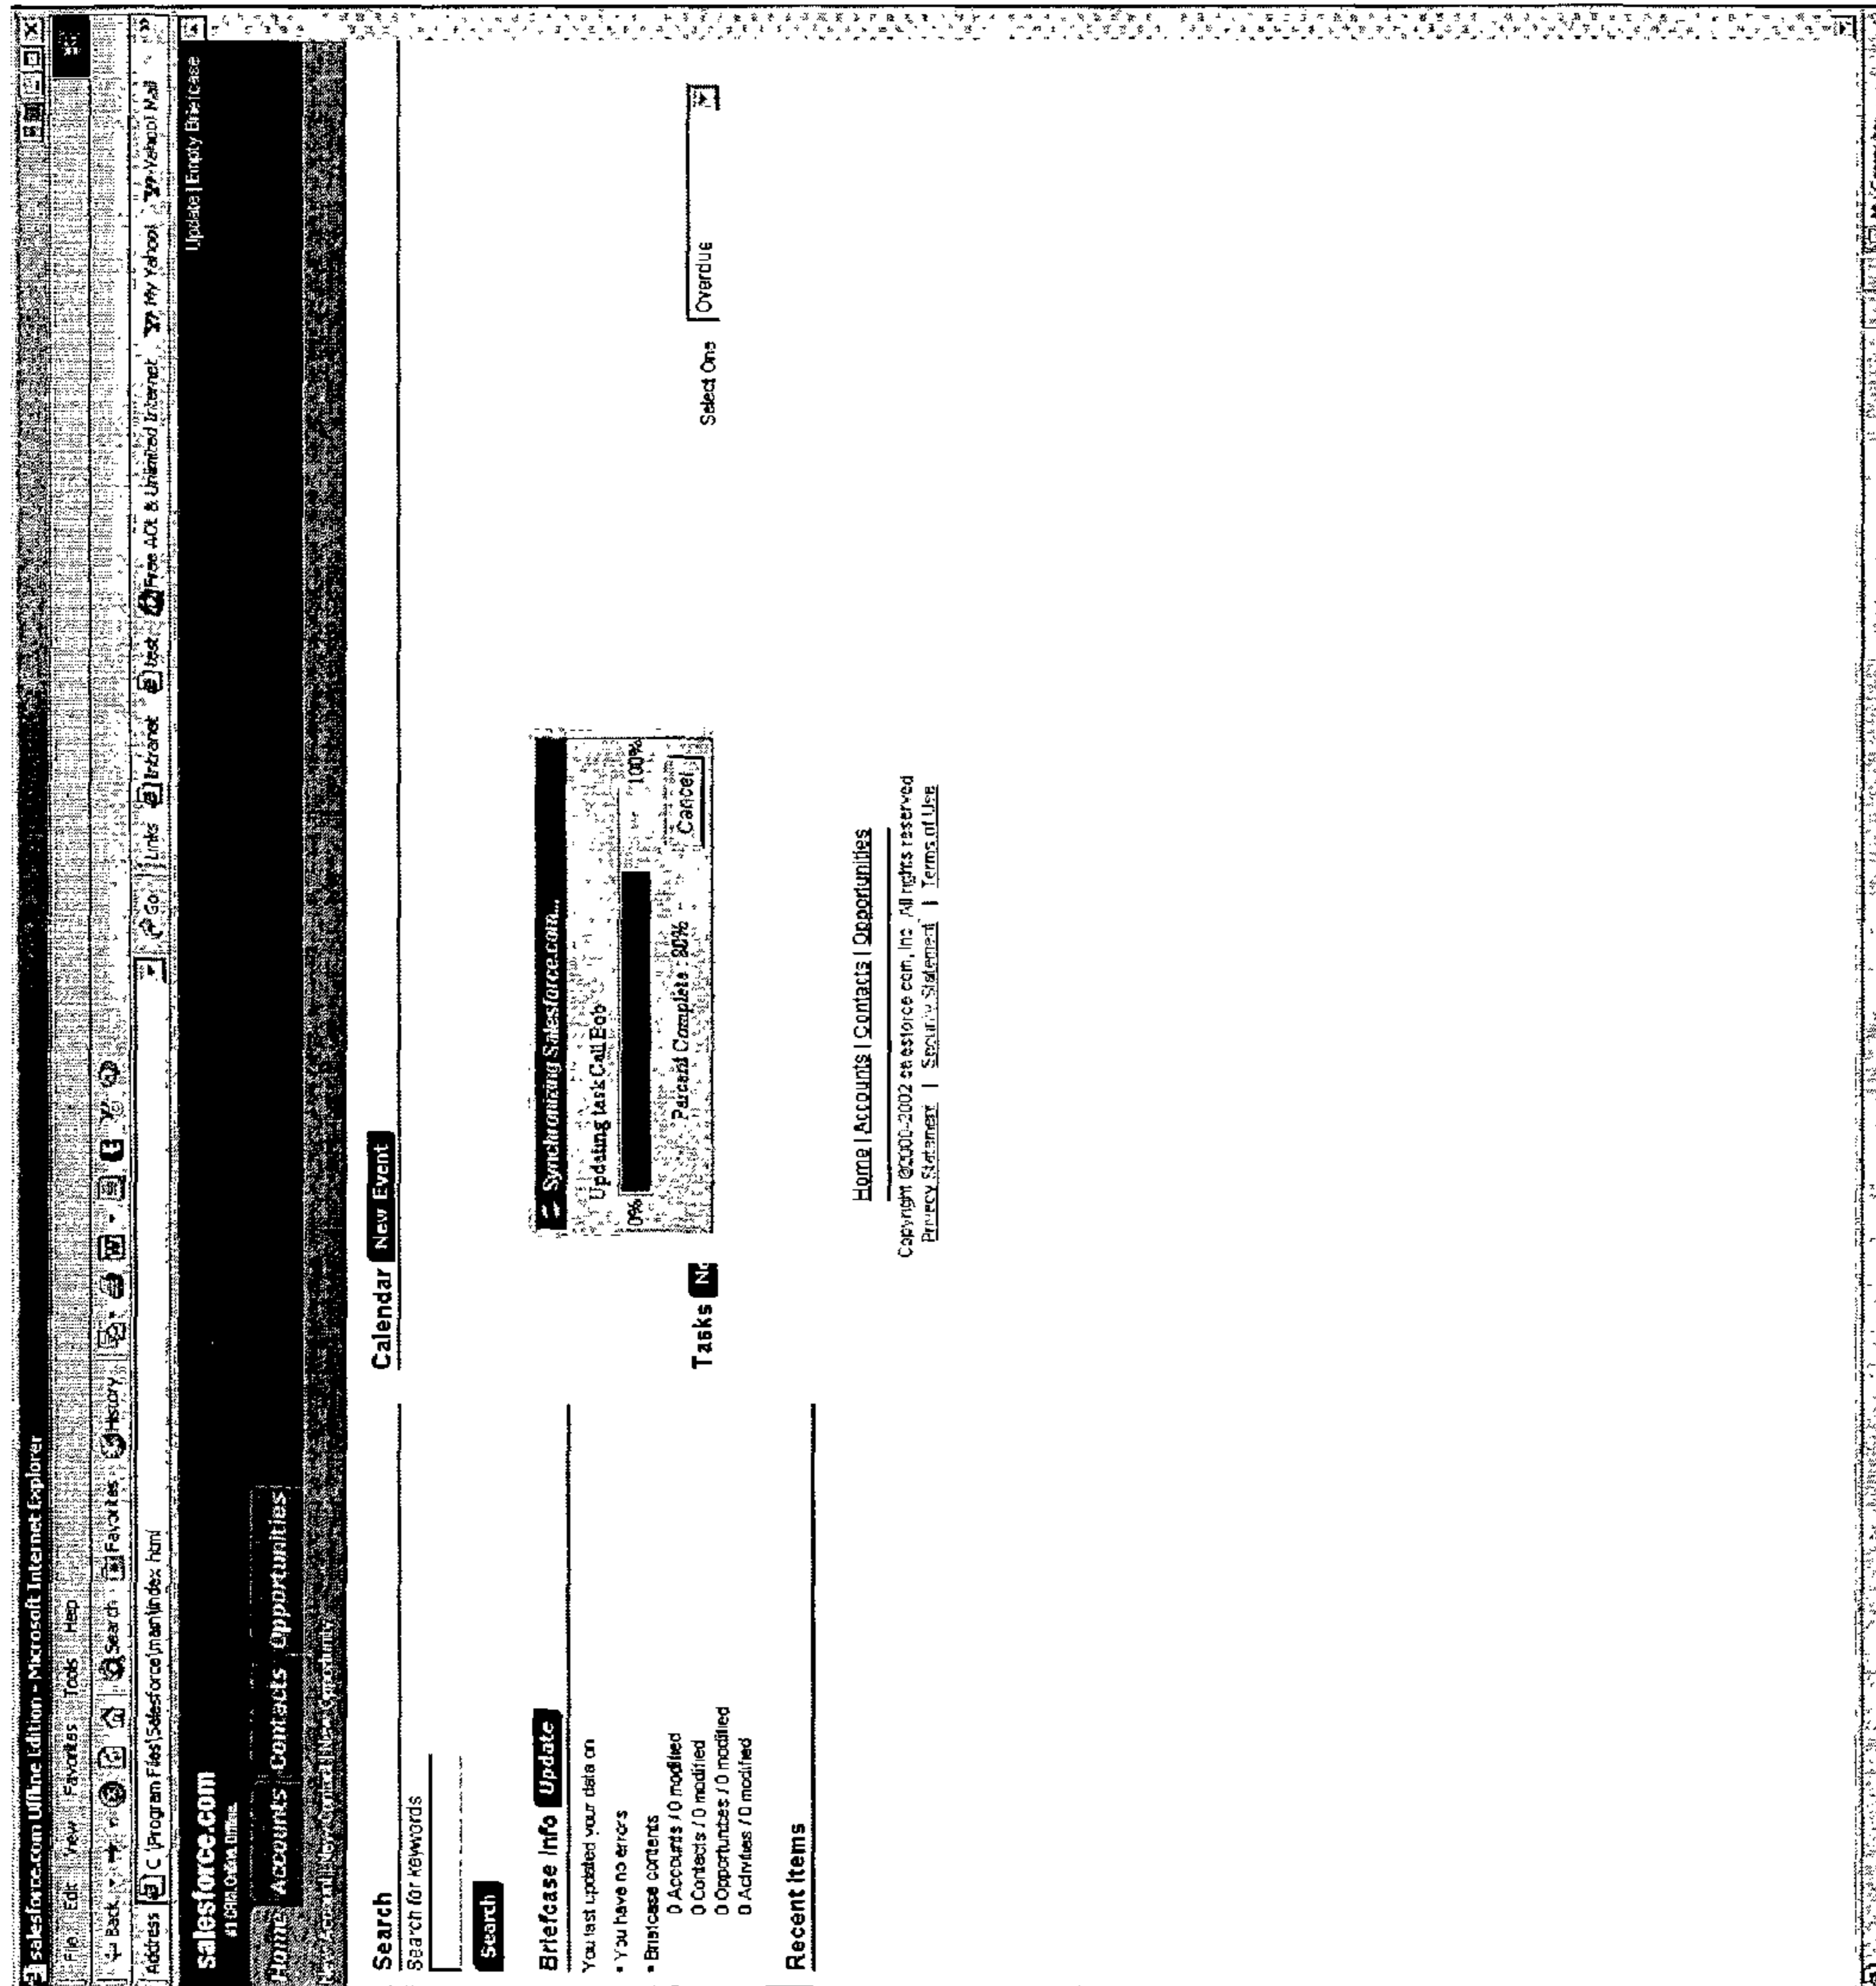 salesforce.com Offline Edition - Microsoft Internet Explorer
File Edit View Favorites Tools Help
Back Search Favorites History
Address C:\Program Files\Salesforce\main\index.html Go Links Intranet test Free AOL & Unlimited Internet My Yahoo! Yahoo! Mail
Update | Empty Briefcase
salesforce.com
Home Accounts Contacts Opportunities
Search
Search for keywords
Search
Calendar New Event
Briefcase Info Update
You last updated your data on
• You have no errors
• Briefcase contents
0 Accounts / 0 modified
0 Contacts / 0 modified
0 Opportunities / 0 modified
0 Activities / 0 modified
Synchronizing Salesforce.com...
Updating task Call Bob
0% 100%
Percent Complete : 80%
Cancel
Tasks Select One Overdue
Recent Items
Home | Accounts | Contacts | Opportunities
Copyright ©2000-2002 salesforce.com, Inc. All rights reserved
Privacy Statement | Security Statement | Terms of Use